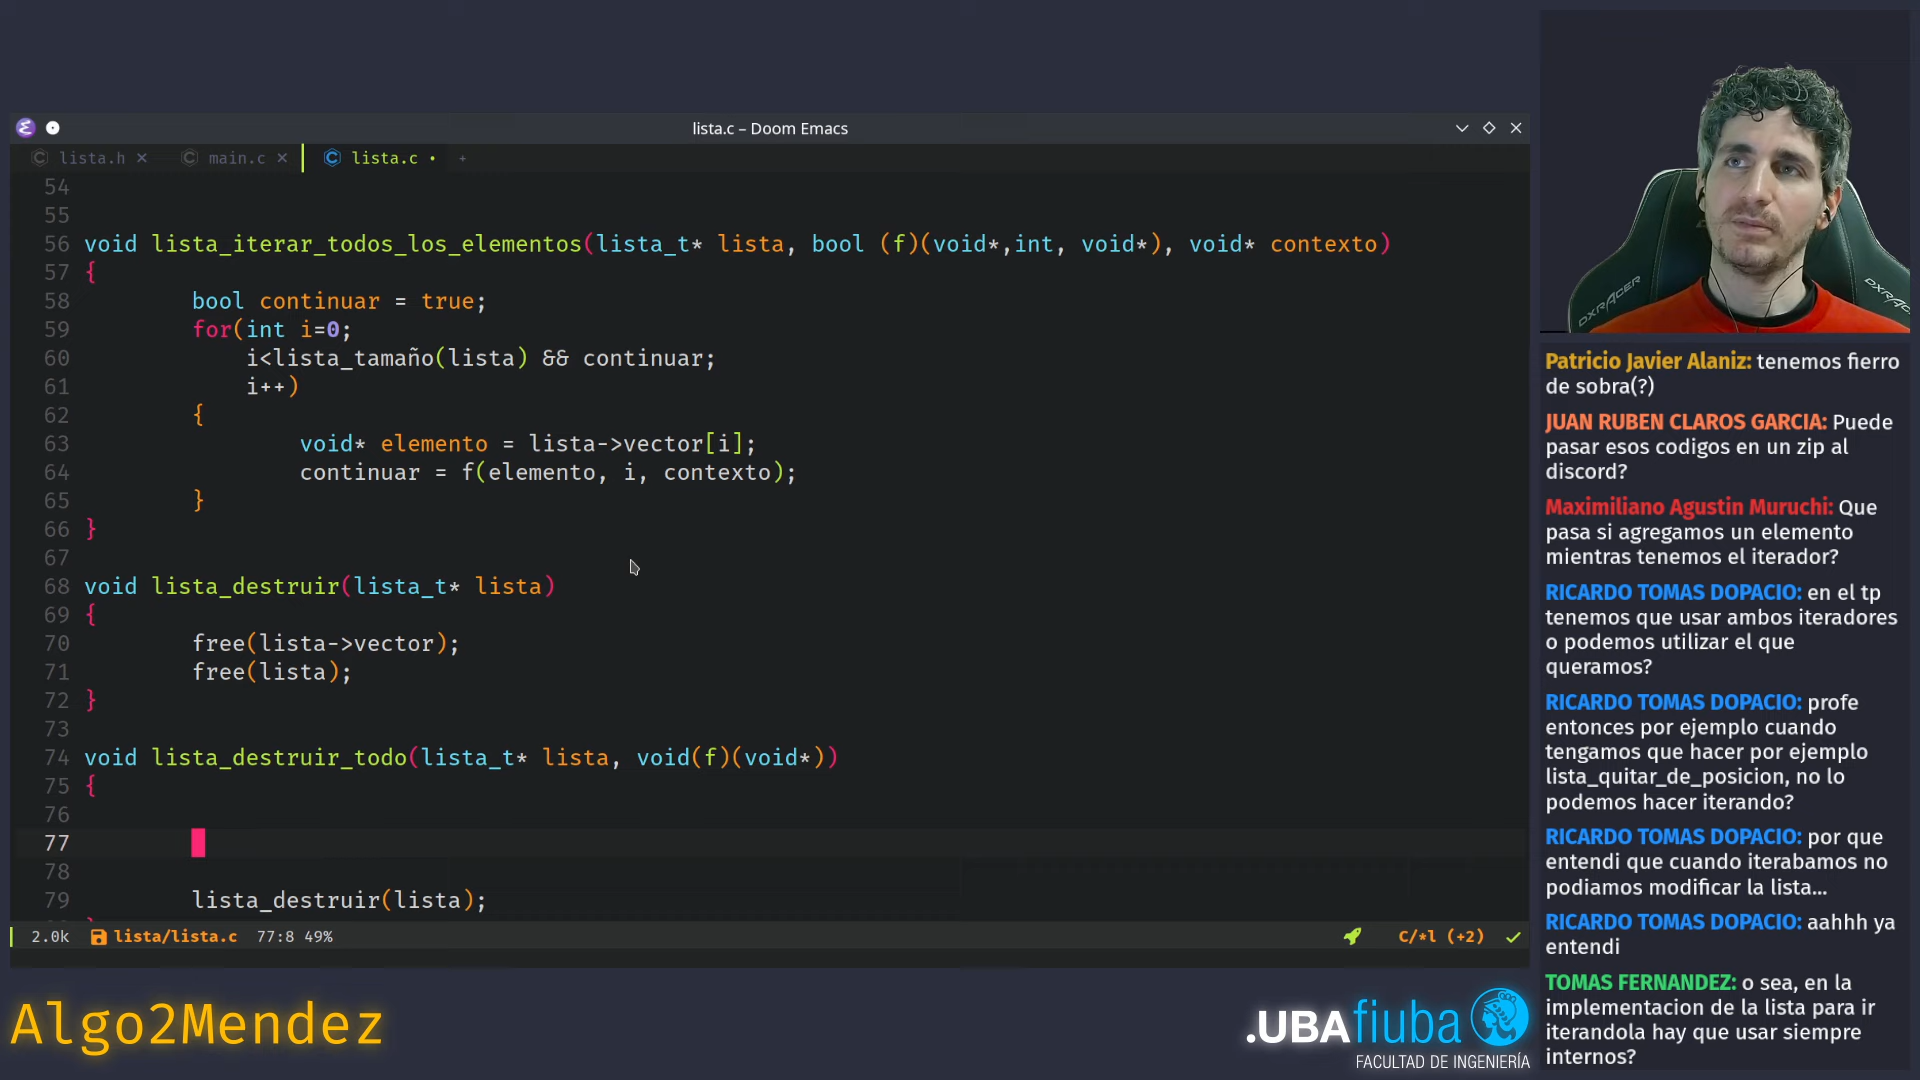 lista.c – Doom Emacs
lista.h
main.c
lista.c
54
55
56 void lista_iterar_todos_los_elementos(lista_t* lista, bool (f)(void*,int, void*), void* contexto)
57 {
58 bool continuar = true;
59 for(int i=0;
60 i<lista_tamaño(lista) && continuar;
61 i++)
62 {
63 void* elemento = lista->vector[i];
64 continuar = f(elemento, i, contexto);
65 }
66 }
67
68 void lista_destruir(lista_t* lista)
69 {
70 free(lista->vector);
71 free(lista);
72 }
73
74 void lista_destruir_todo(lista_t* lista, void(f)(void*))
75 {
76
77
78
79 lista_destruir(lista);
2.0k lista/lista.c 77:8 49% C/*l (+2)
Algo2Mendez
.UBAfiuba
FACULTAD DE INGENIERÍA
DXRACER
DXRA
Patricio Javier Alaniz: tenemos fierro
de sobra(?)
JUAN RUBEN CLAROS GARCIA: Puede
pasar esos codigos en un zip al
discord?
Maximiliano Agustin Muruchi: Que
pasa si agregamos un elemento
mientras tenemos el iterador?
RICARDO TOMAS DOPACIO: en el tp
tenemos que usar ambos iteradores
o podemos utilizar el que
queramos?
RICARDO TOMAS DOPACIO: profe
entonces por ejemplo cuando
tengamos que hacer por ejemplo
lista_quitar_de_posicion, no lo
podemos hacer iterando?
RICARDO TOMAS DOPACIO: por que
entendi que cuando iterabamos no
podiamos modificar la lista...
RICARDO TOMAS DOPACIO: aahhh ya
entendi
TOMAS FERNANDEZ: o sea, en la
implementacion de la lista para ir
iterandola hay que usar siempre
internos?